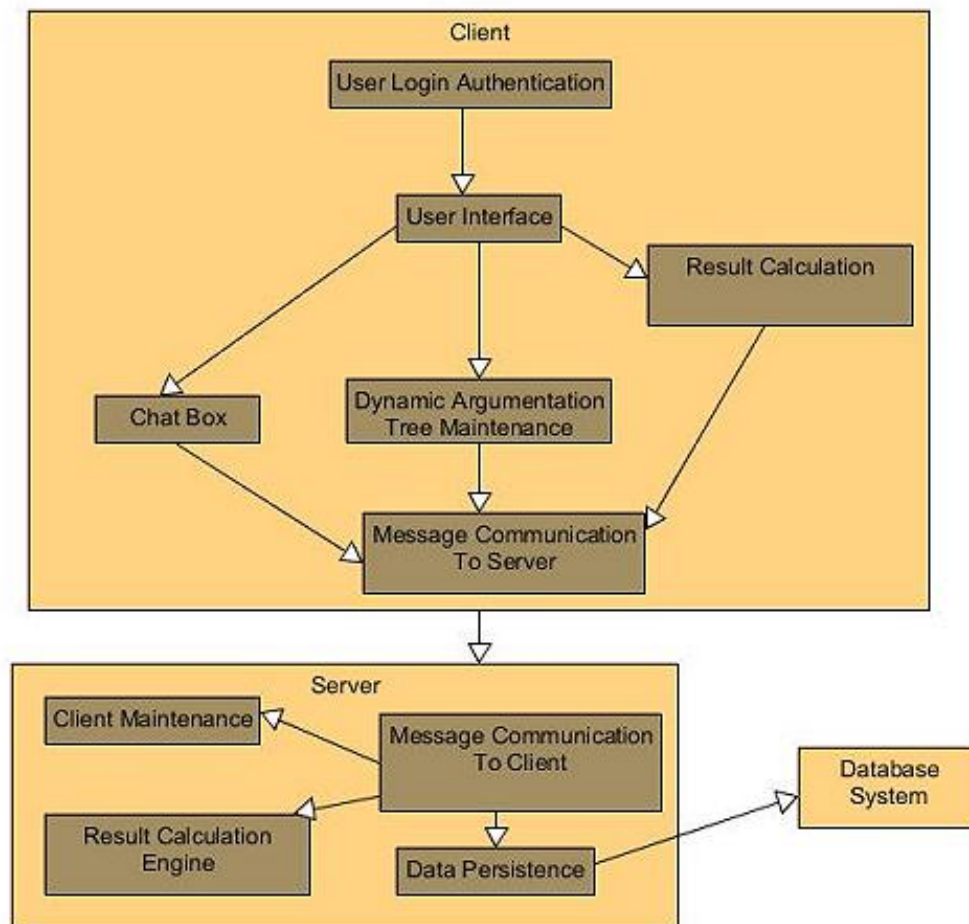 Client
User Login Authentication
User Interface
Result Calculation
Chat Box
Dynamic Argumentation
Tree Maintenance
Message Communication
To Server
Server
Client Maintenance
Message Communication
To Client
Database
System
Result Calculation
Engine
Data Persistence